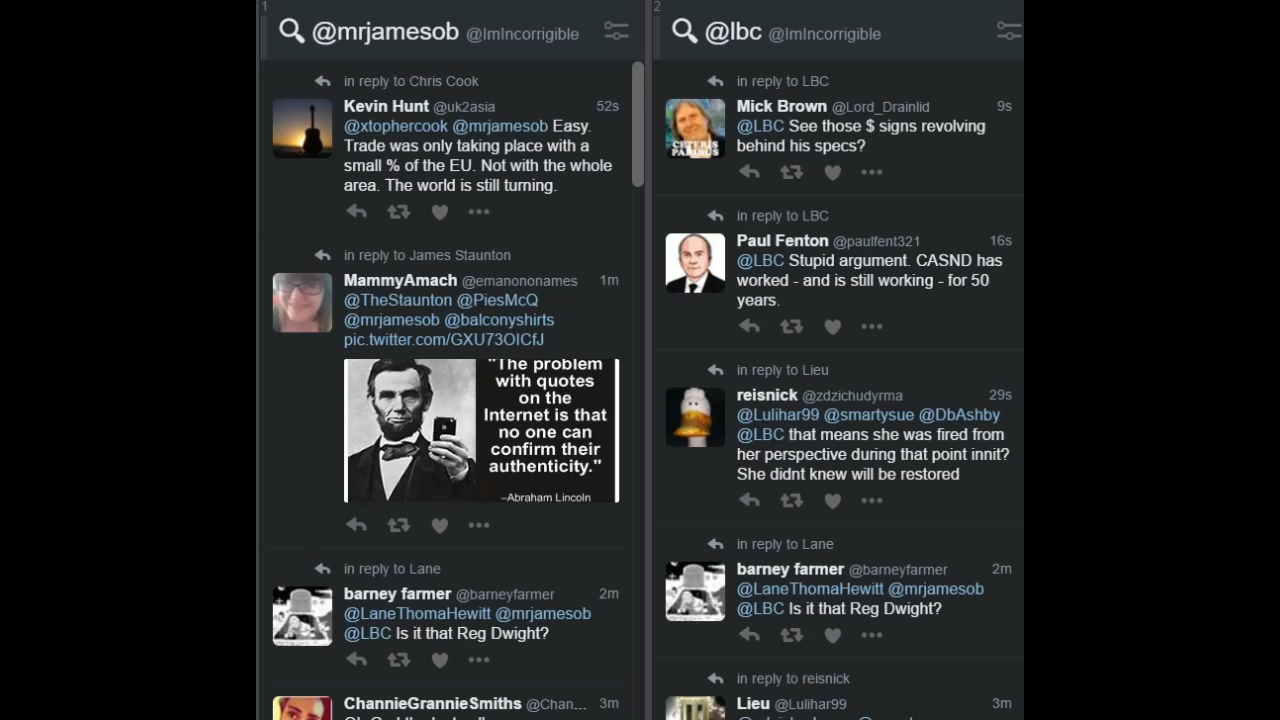 1
@mrjamesob @ImIncorrigible
in reply to Chris Cook
Kevin Hunt @uk2asia 52s
@xtophercook @mrjamesob Easy.
Trade was only taking place with a
small % of the EU. Not with the whole
area. The world is still turning.
in reply to James Staunton
MammyAmach @emanononames 1m
@TheStaunton @PiesMcQ
@mrjamesob @balconyshirts
pic.twitter.com/GXU73OICfJ
"The problem
with quotes
on the
Internet is that
no one can
confirm their
authenticity."
–Abraham Lincoln
in reply to Lane
barney farmer @barneyfarmer 2m
@LaneThomaHewitt @mrjamesob
@LBC Is it that Reg Dwight?
ChannieGrannieSmiths @Chan... 3m
2
@lbc @ImIncorrigible
in reply to LBC
Mick Brown @Lord_Drainlid 9s
@LBC See those $ signs revolving
behind his specs?
CETERIS
PARIBUS
in reply to LBC
Paul Fenton @paulfent321 16s
@LBC Stupid argument. CASND has
worked - and is still working - for 50
years.
in reply to Lieu
reisnick @zdzichudyrma 29s
@Lulihar99 @smartysue @DbAshby
@LBC that means she was fired from
her perspective during that point innit?
She didnt knew will be restored
in reply to Lane
barney farmer @barneyfarmer 2m
@LaneThomaHewitt @mrjamesob
@LBC Is it that Reg Dwight?
in reply to reisnick
Lieu @Lulihar99 3m